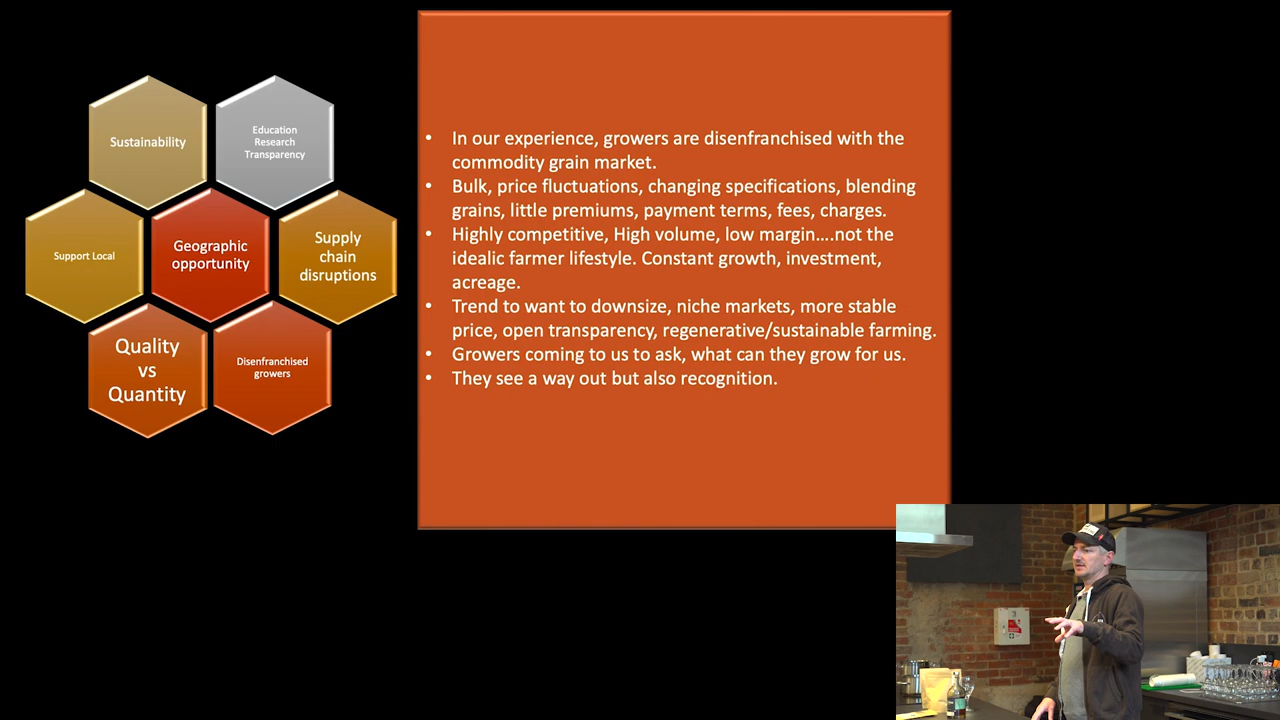 Sustainability
Education
Research
Transparency
Support Local
Geographic
opportunity
Supply
chain
disruptions
Quality
vs
Quantity
Disenfranchised
growers
• In our experience, growers are disenfranchised with the
commodity grain market.
• Bulk, price fluctuations, changing specifications, blending
grains, little premiums, payment terms, fees, charges.
• Highly competitive, High volume, low margin....not the
idealic farmer lifestyle. Constant growth, investment,
acreage.
• Trend to want to downsize, niche markets, more stable
price, open transparency, regenerative/sustainable farming.
• Growers coming to us to ask, what can they grow for us.
• They see a way out but also recognition.